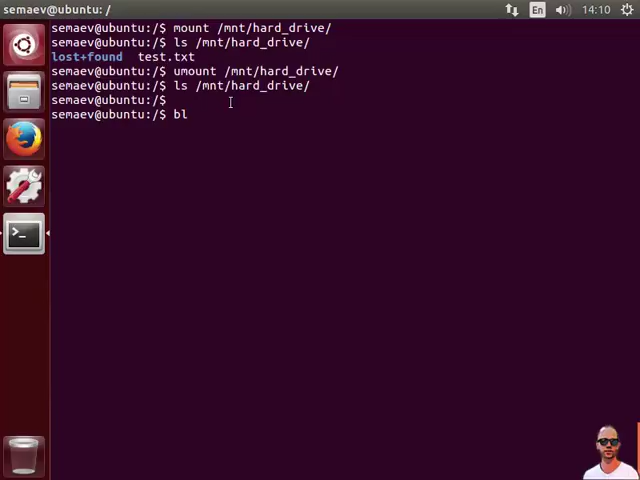 semaev@ubuntu: /
En
14:10
semaev@ubuntu:/$ mount /mnt/hard_drive/
semaev@ubuntu:/$ ls /mnt/hard_drive/
lost+found  test.txt
semaev@ubuntu:/$ umount /mnt/hard_drive/
semaev@ubuntu:/$ ls /mnt/hard_drive/
semaev@ubuntu:/$
semaev@ubuntu:/$ bl